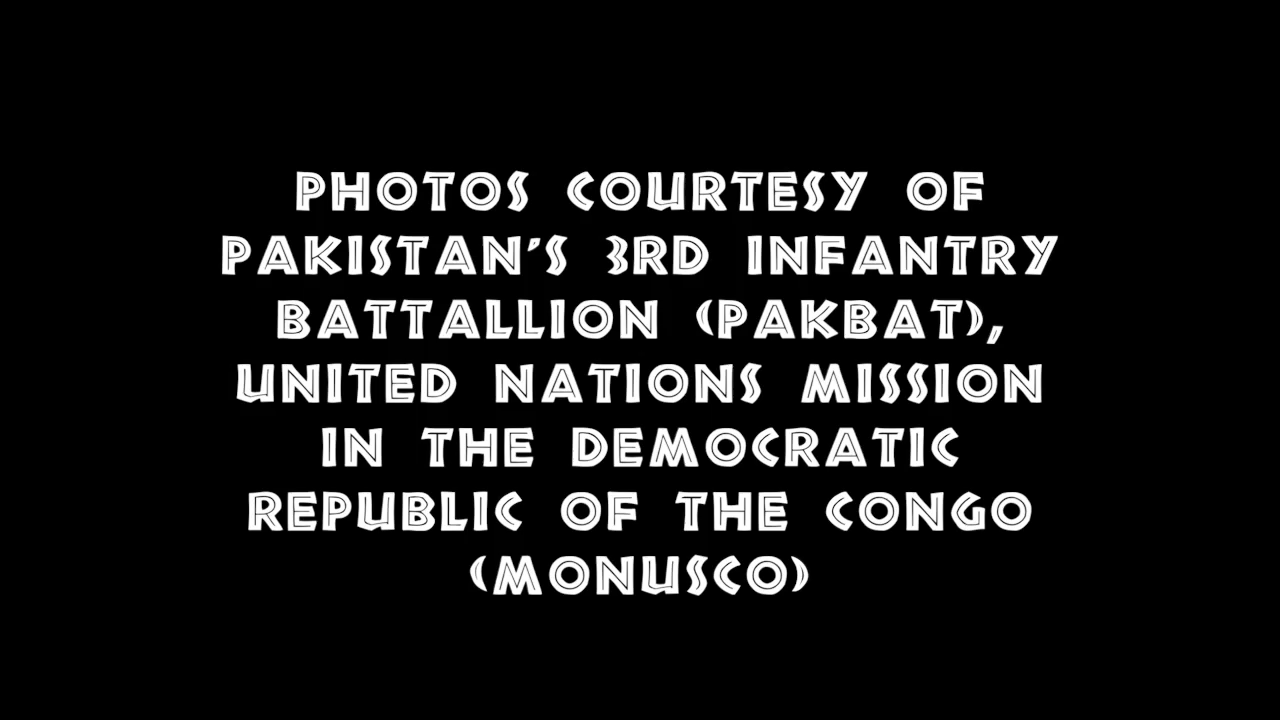 PHOTOS COURTESY OF
PAKISTAN'S 3RD INFANTRY
BATTALLION (PAKBAT),
UNITED NATIONS MISSION
IN THE DEMOCRATIC
REPUBLIC OF THE CONGO
(MONUSCO)